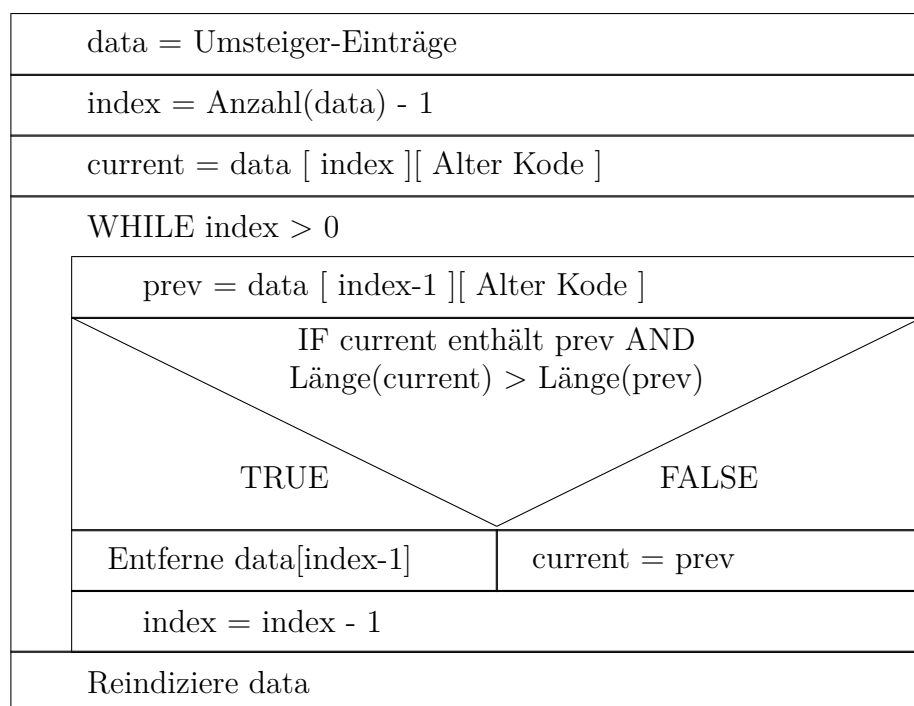 data = Umsteiger-Einträge
index = Anzahl(data) - 1
current = data [ index ][ Alter Kode ]
WHILE index > 0
prev = data [ index-1 ][ Alter Kode ]
IF current enthält prev AND
Länge(current) > Länge(prev)
TRUE
FALSE
Entferne data[index-1]
current = prev
index = index - 1
Reindiziere data